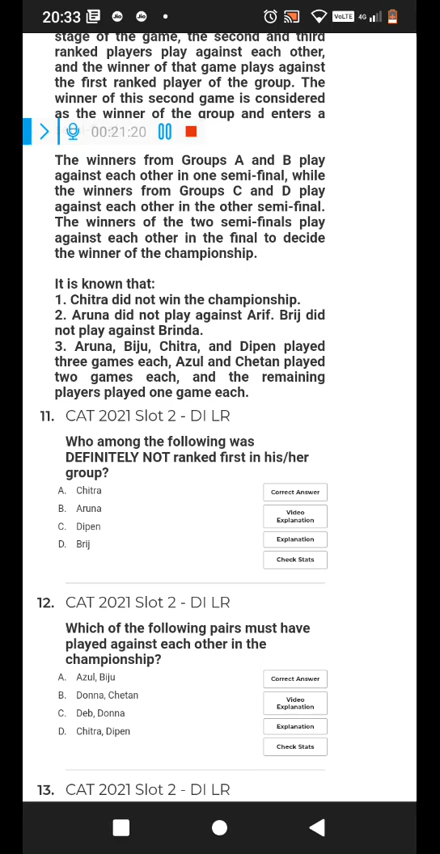 20:33
Jio
Jio
VoLTE 4G
stage of the game, the second and third
ranked players play against each other,
and the winner of that game plays against
the first ranked player of the group. The
winner of this second game is considered
as the winner of the group and enters a
00:21:20
The winners from Groups A and B play
against each other in one semi-final, while
the winners from Groups C and D play
against each other in the other semi-final.
The winners of the two semi-finals play
against each other in the final to decide
the winner of the championship.
It is known that:
1. Chitra did not win the championship.
2. Aruna did not play against Arif. Brij did
not play against Brinda.
3. Aruna, Biju, Chitra, and Dipen played
three games each, Azul and Chetan played
two games each, and the remaining
players played one game each.
11. CAT 2021 Slot 2 - DI LR
Who among the following was
DEFINITELY NOT ranked first in his/her
group?
A. Chitra
B. Aruna
C. Dipen
D. Brij
Correct Answer
Video
Explanation
Explanation
Check Stats
12. CAT 2021 Slot 2 - DI LR
Which of the following pairs must have
played against each other in the
championship?
A. Azul, Biju
B. Donna, Chetan
C. Deb, Donna
D. Chitra, Dipen
Correct Answer
Video
Explanation
Explanation
Check Stats
13. CAT 2021 Slot 2 - DI LR